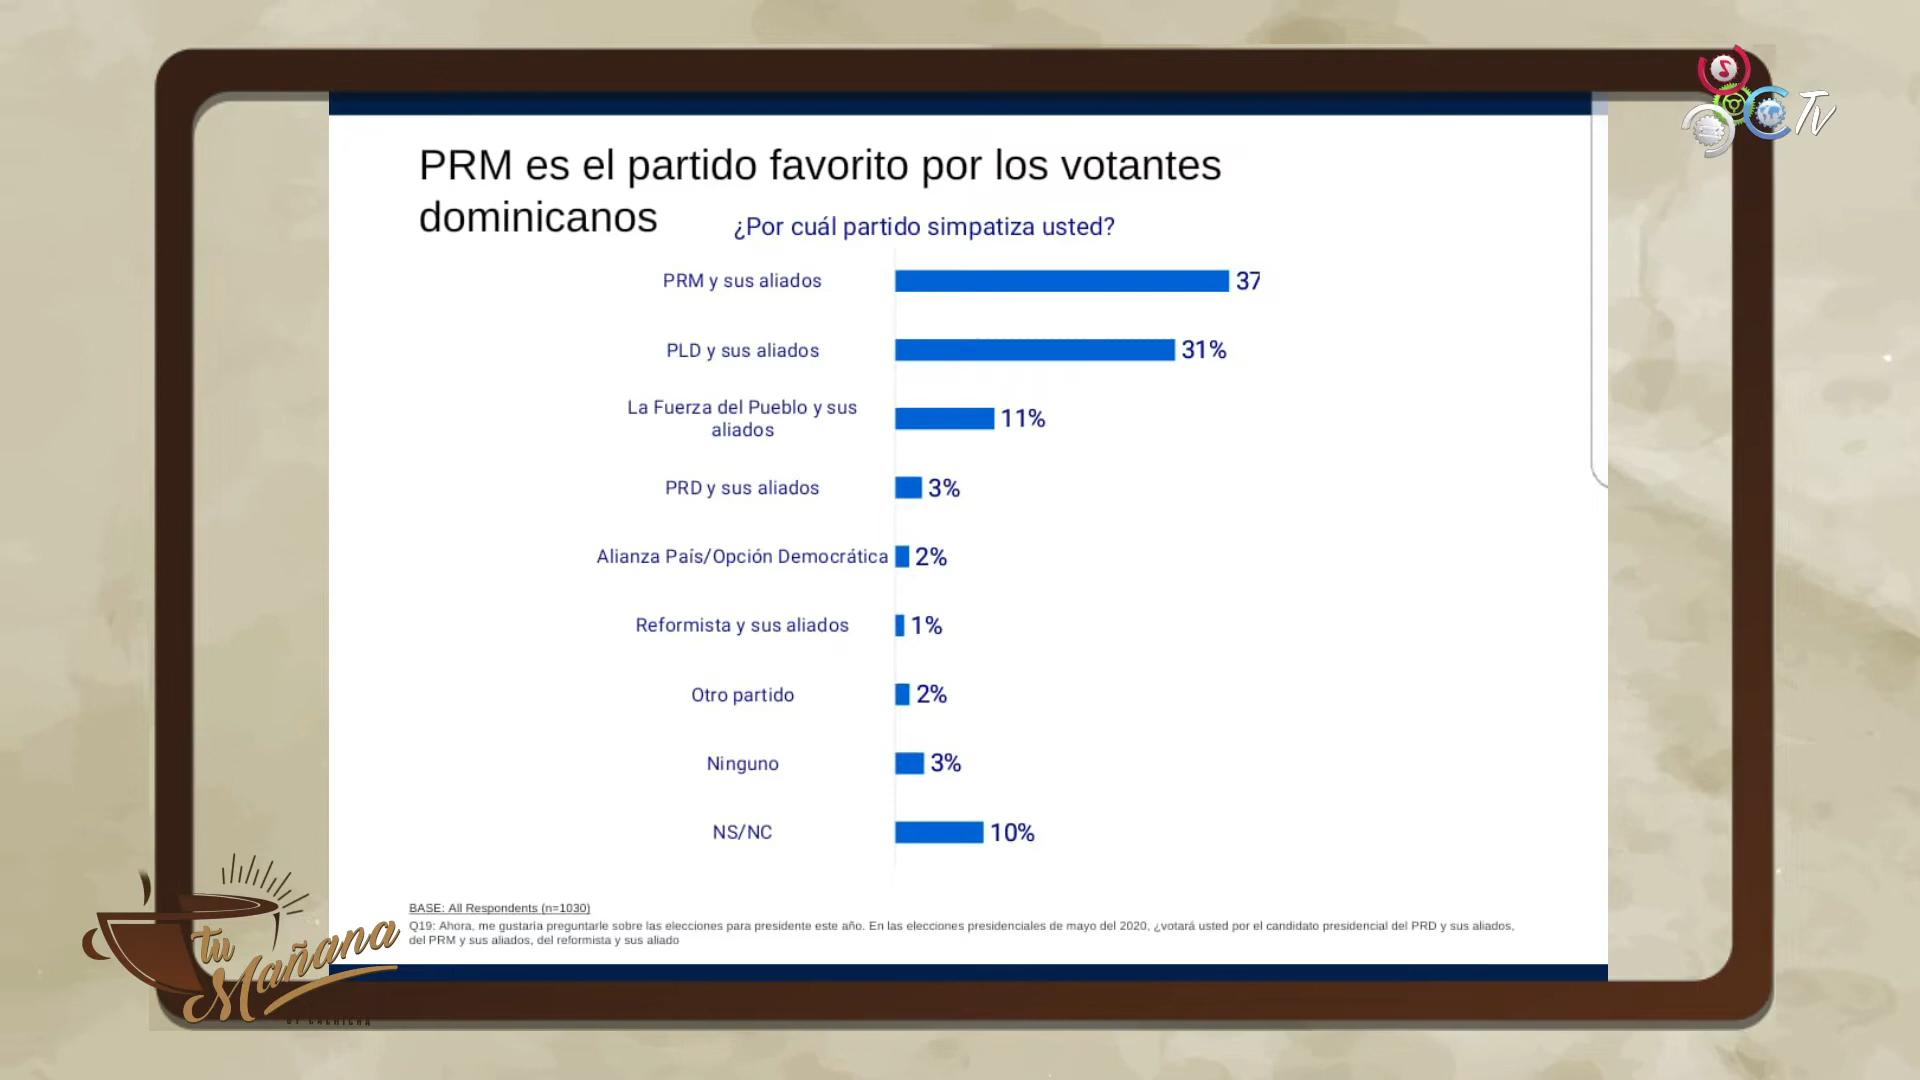 Tv
PRM es el partido favorito por los votantes
dominicanos
¿Por cuál partido simpatiza usted?
PRM y sus aliados 37
PLD y sus aliados 31%
La Fuerza del Pueblo y sus
aliados 11%
PRD y sus aliados 3%
Alianza País/Opción Democrática 2%
Reformista y sus aliados 1%
Otro partido 2%
Ninguno 3%
NS/NC 10%
BASE: All Respondents (n=1030)
Q19: Ahora, me gustaría preguntarle sobre las elecciones para presidente este año. En las elecciones presidenciales de mayo del 2020, ¿votará usted por el candidato presidencial del PRD y sus aliados,
del PRM y sus aliados, del reformista y sus aliado
tu
Mañana